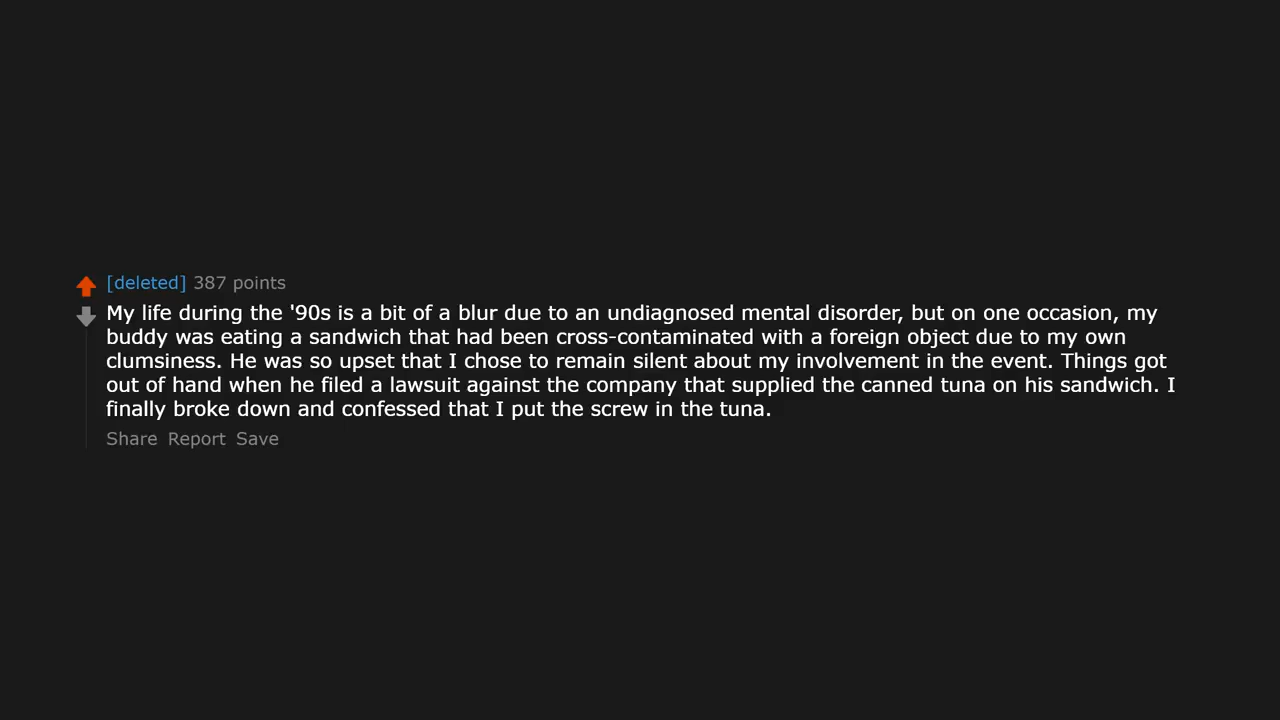 [deleted] 387 points
My life during the '90s is a bit of a blur due to an undiagnosed mental disorder, but on one occasion, my
buddy was eating a sandwich that had been cross-contaminated with a foreign object due to my own
clumsiness. He was so upset that I chose to remain silent about my involvement in the event. Things got
out of hand when he filed a lawsuit against the company that supplied the canned tuna on his sandwich. I
finally broke down and confessed that I put the screw in the tuna.
Share Report Save